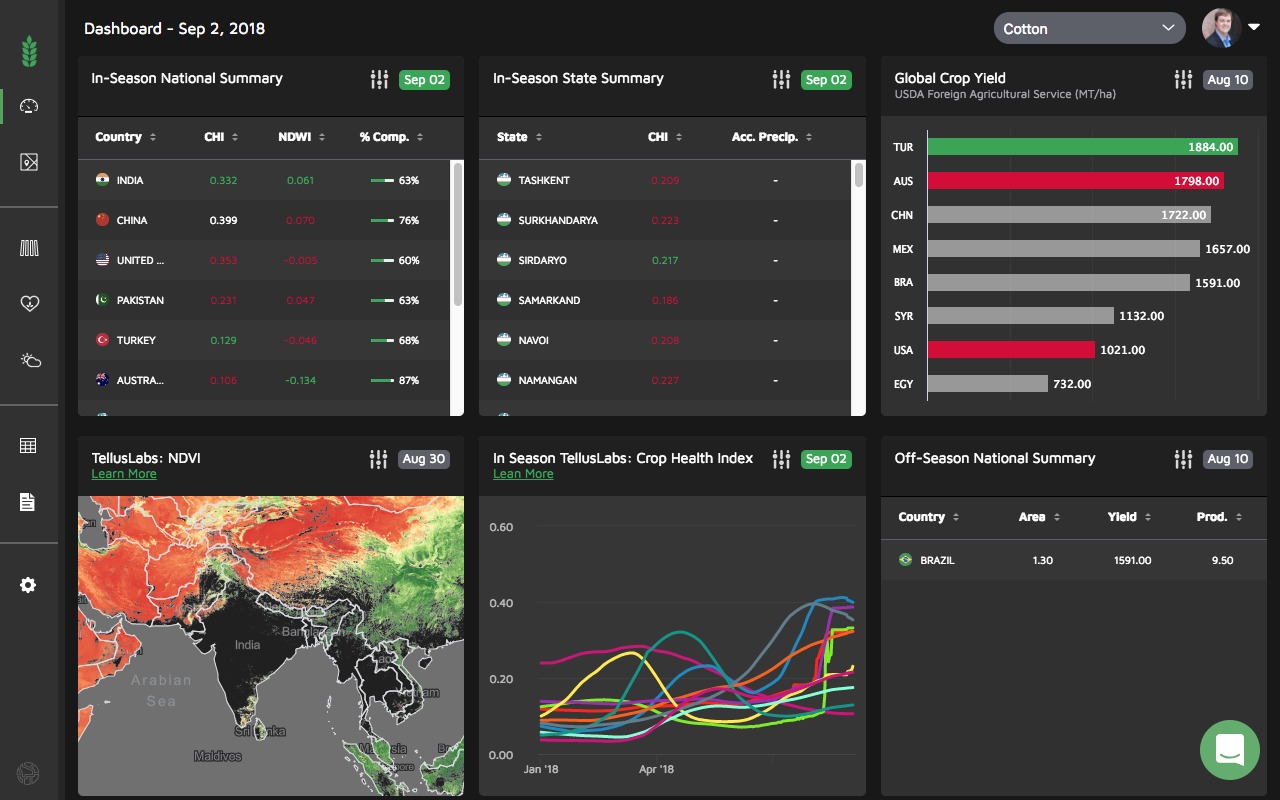 Dashboard - Sep 2, 2018
Cotton
In-Season National Summary
Sep 02
Country CHI NDWI % Comp.
INDIA 0.332 0.061 63%
CHINA 0.399 0.070 76%
UNITED ... 0.353 -0.005 60%
PAKISTAN 0.231 0.047 63%
TURKEY 0.129 -0.046 68%
AUSTRA... 0.106 -0.134 87%
In-Season State Summary
Sep 02
State CHI Acc. Precip.
TASHKENT 0.209 -
SURKHANDARYA 0.223 -
SIRDARYO 0.217 -
SAMARKAND 0.186 -
NAVOI 0.208 -
NAMANGAN 0.227 -
Global Crop Yield
USDA Foreign Agricultural Service (MT/ha)
Aug 10
TUR 1884.00
AUS 1798.00
CHN 1722.00
MEX 1657.00
BRA 1591.00
SYR 1132.00
USA 1021.00
EGY 732.00
TellusLabs: NDVI
Learn More
Aug 30
India
Arabian
Sea
Maldives
In Season TellusLabs: Crop Health Index
Lean More
Sep 02
0.60
0.40
0.20
0.00
Jan '18
Apr '18
Off-Season National Summary
Aug 10
Country Area Yield Prod.
BRAZIL 1.30 1591.00 9.50